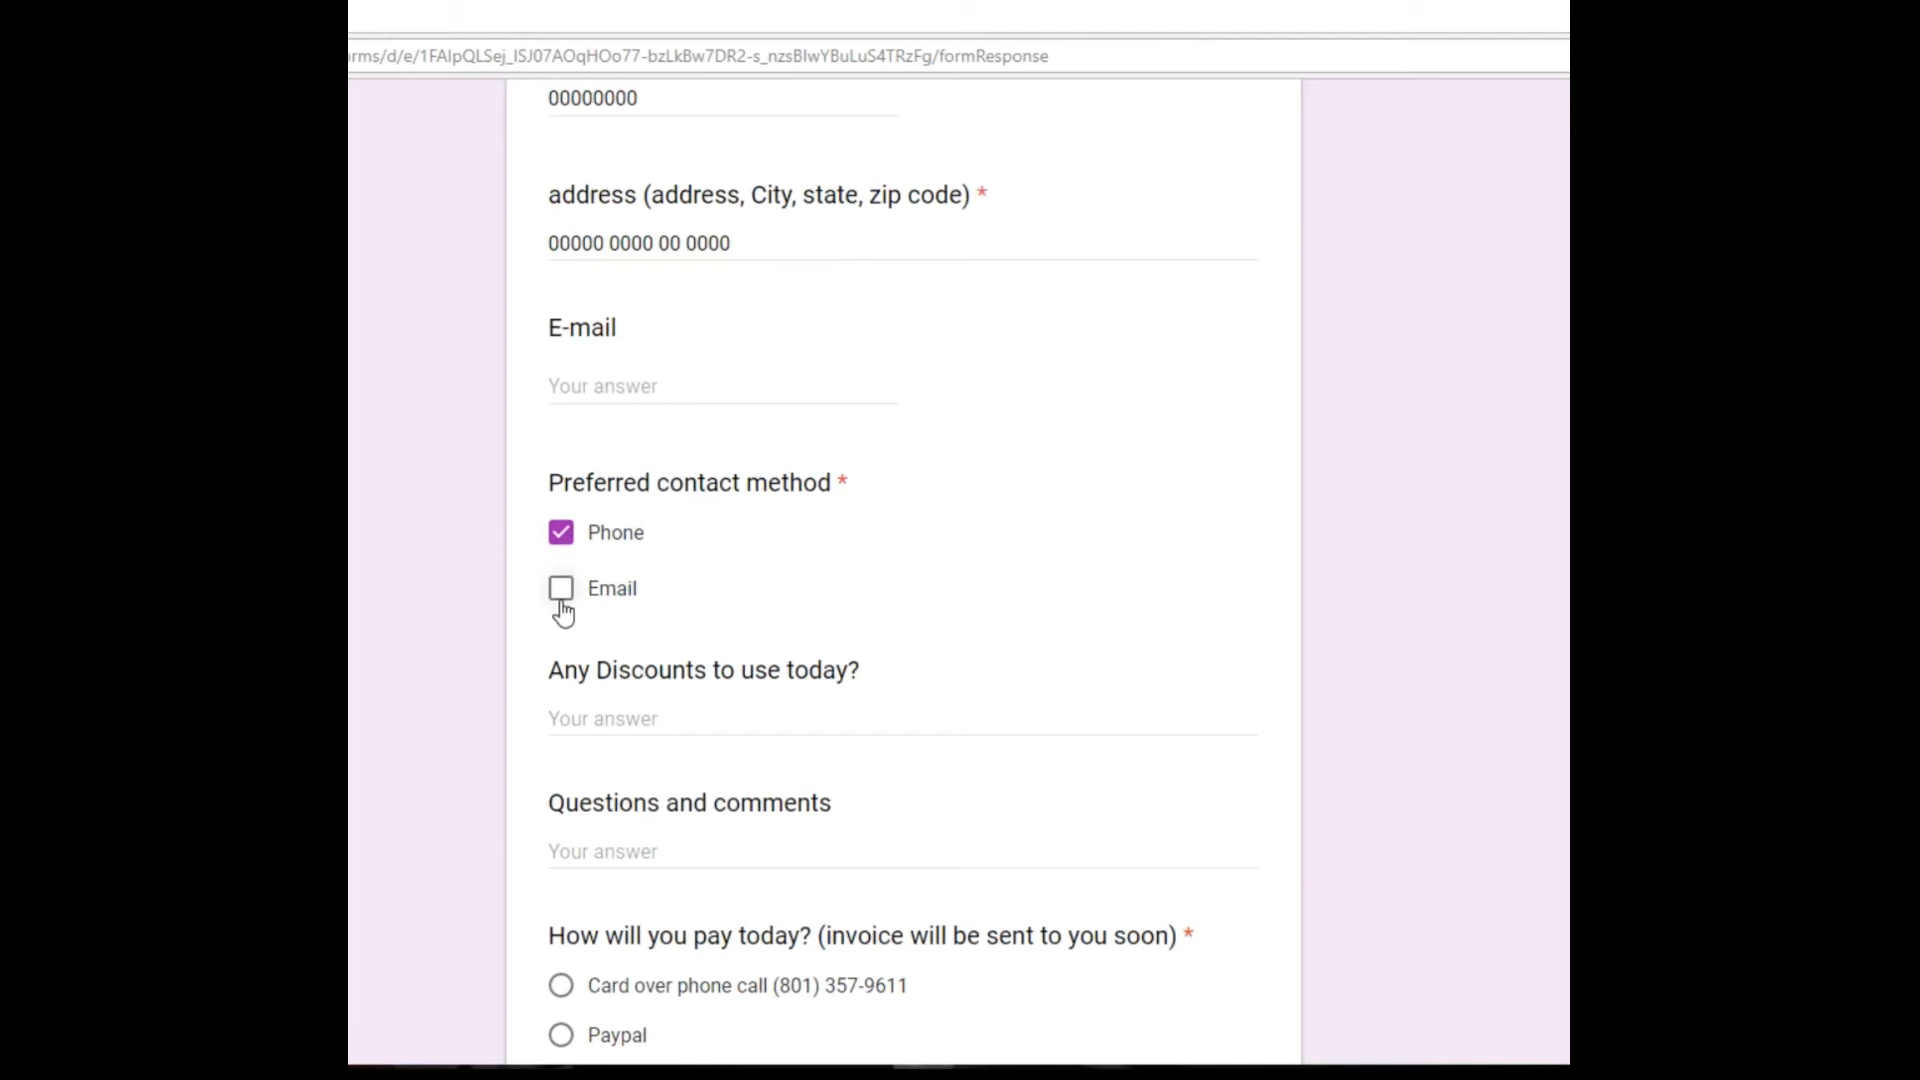 rms/d/e/1FAIpQLSej_ISJ07AOqHOo77-bzLkBw7DR2-s_nzsBIwYBuLuS4TRzFg/formResponse
00000000
address (address, City, state, zip code) *
00000 0000 00 0000
E-mail
Your answer
Preferred contact method *
Phone
Email
Any Discounts to use today?
Your answer
Questions and comments
Your answer
How will you pay today? (invoice will be sent to you soon) *
Card over phone call (801) 357-9611
Paypal